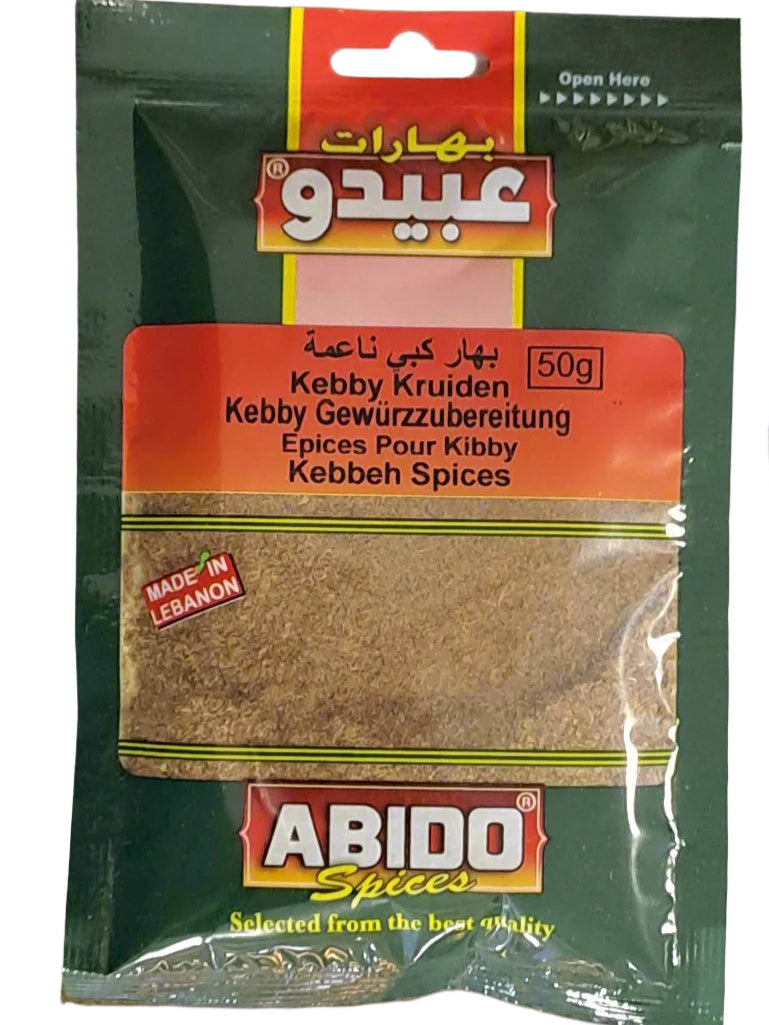 Open Here
بهارات
عبيدو®
بهار كبي ناعمة
50g
Kebby Kruiden
Kebby Gewürzzubereitung
Epices Pour Kibby
Kebbeh Spices
MADE IN
LEBANON
ABIDO®
Spices
Selected from the best quality